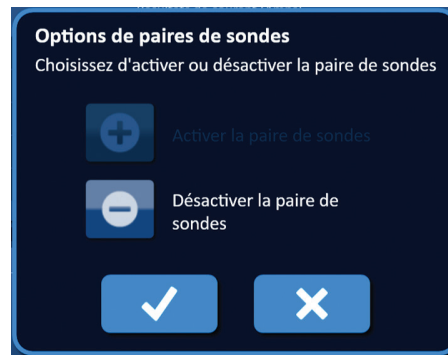 Options de paires de sondes
Choisissez d'activer ou désactiver la paire de sondes
Activer la paire de sondes
Désactiver la paire de
sondes